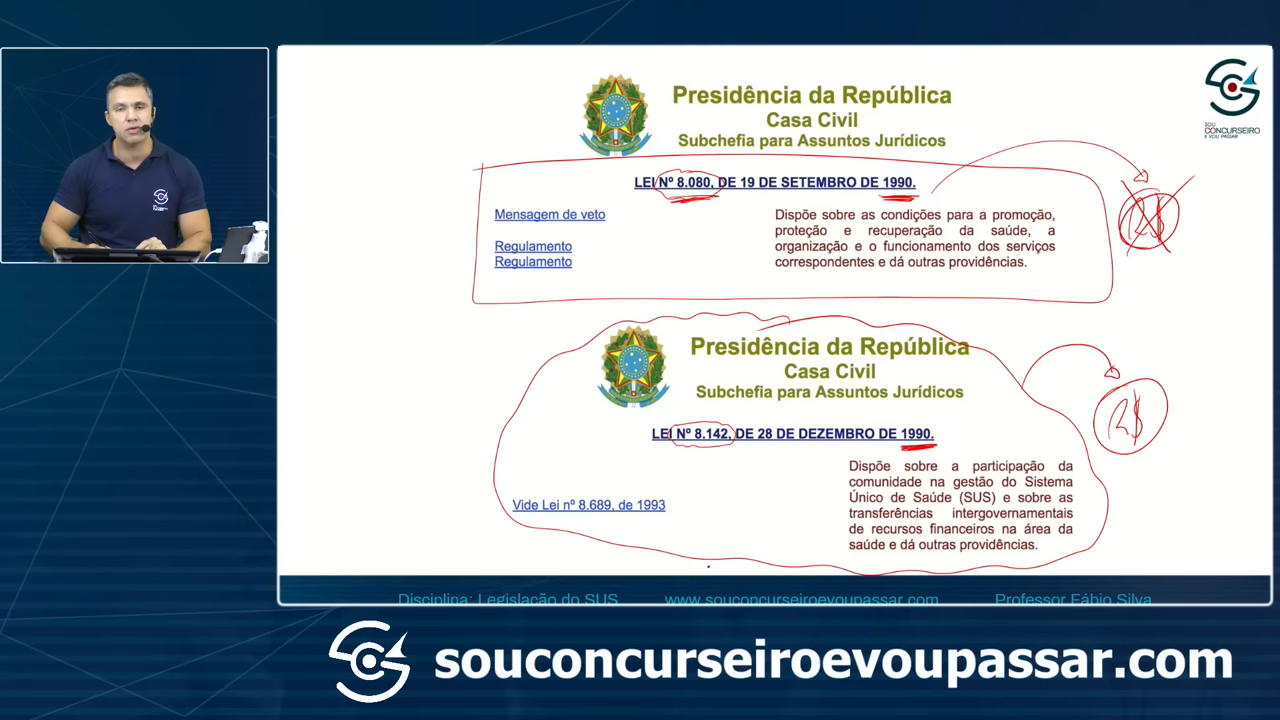 Presidência da República
Casa Civil
Subchefia para Assuntos Jurídicos
SOU
CONCURSEIRO
E VOU PASSAR
LEI Nº 8.080, DE 19 DE SETEMBRO DE 1990.
Mensagem de veto
Regulamento
Regulamento
Dispõe sobre as condições para a promoção,
proteção e recuperação da saúde, a
organização e o funcionamento dos serviços
correspondentes e dá outras providências.
R$
Presidência da República
Casa Civil
Subchefia para Assuntos Jurídicos
R$
LEI Nº 8.142, DE 28 DE DEZEMBRO DE 1990.
Vide Lei nº 8.689, de 1993
Dispõe sobre a participação da
comunidade na gestão do Sistema
Único de Saúde (SUS) e sobre as
transferências intergovernamentais
de recursos financeiros na área da
saúde e dá outras providências.
Disciplina: Legislação do SUS www.souconcurseiroevoupassar.com Professor Fábio Silva
souconcurseiroevoupassar.com